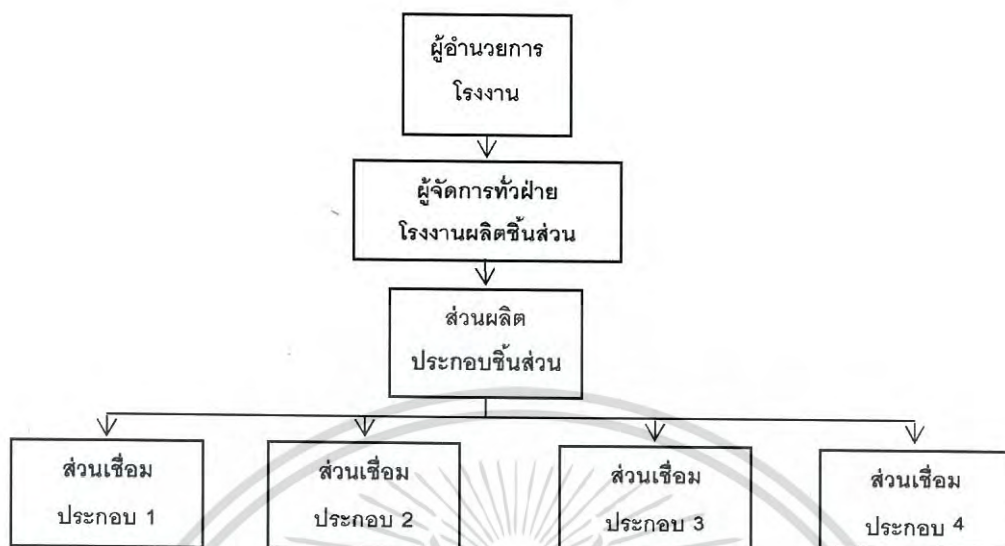 ผู้อำนวยการ
โรงงาน
ผู้จัดการทั่วฝ่าย
โรงงานผลิตชิ้นส่วน
ส่วนผลิต
ประกอบชิ้นส่วน
ส่วนเชื่อม
ประกอบ 1
ส่วนเชื่อม
ประกอบ 2
ส่วนเชื่อม
ประกอบ 3
ส่วนเชื่อม
ประกอบ 4